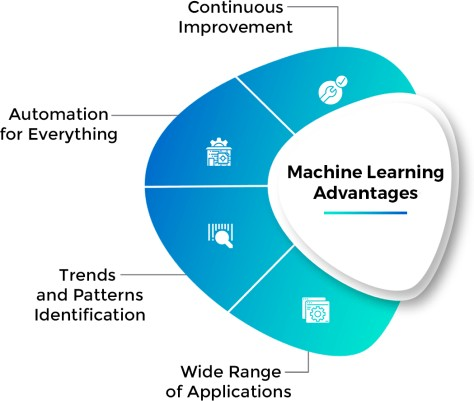 Continuous
Improvement
Automation
for Everything
Machine Learning
Advantages
Trends
and Patterns
Identification
Wide Range
of Applications